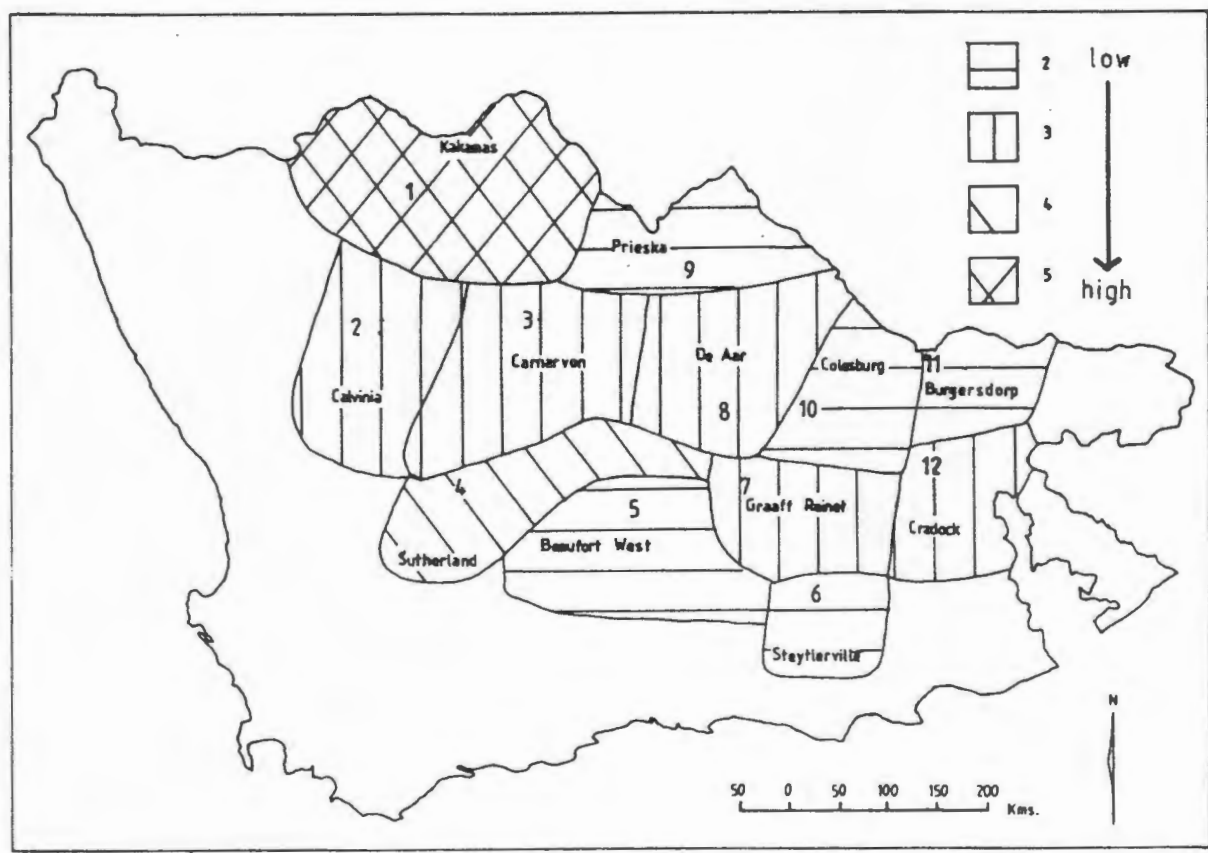 2 low
3
4
5 high
Kakamas
1
Prieska
9
2
3
Carnarvon
De Aar
Colesburg
11
Burgersdorp
Calvinia
8
10
12
4
7
Graaff Reinet
5
Cradock
Sutherland
Beaufort West
6
Steytlerville
N
50 0 50 100 150 200
Kms.